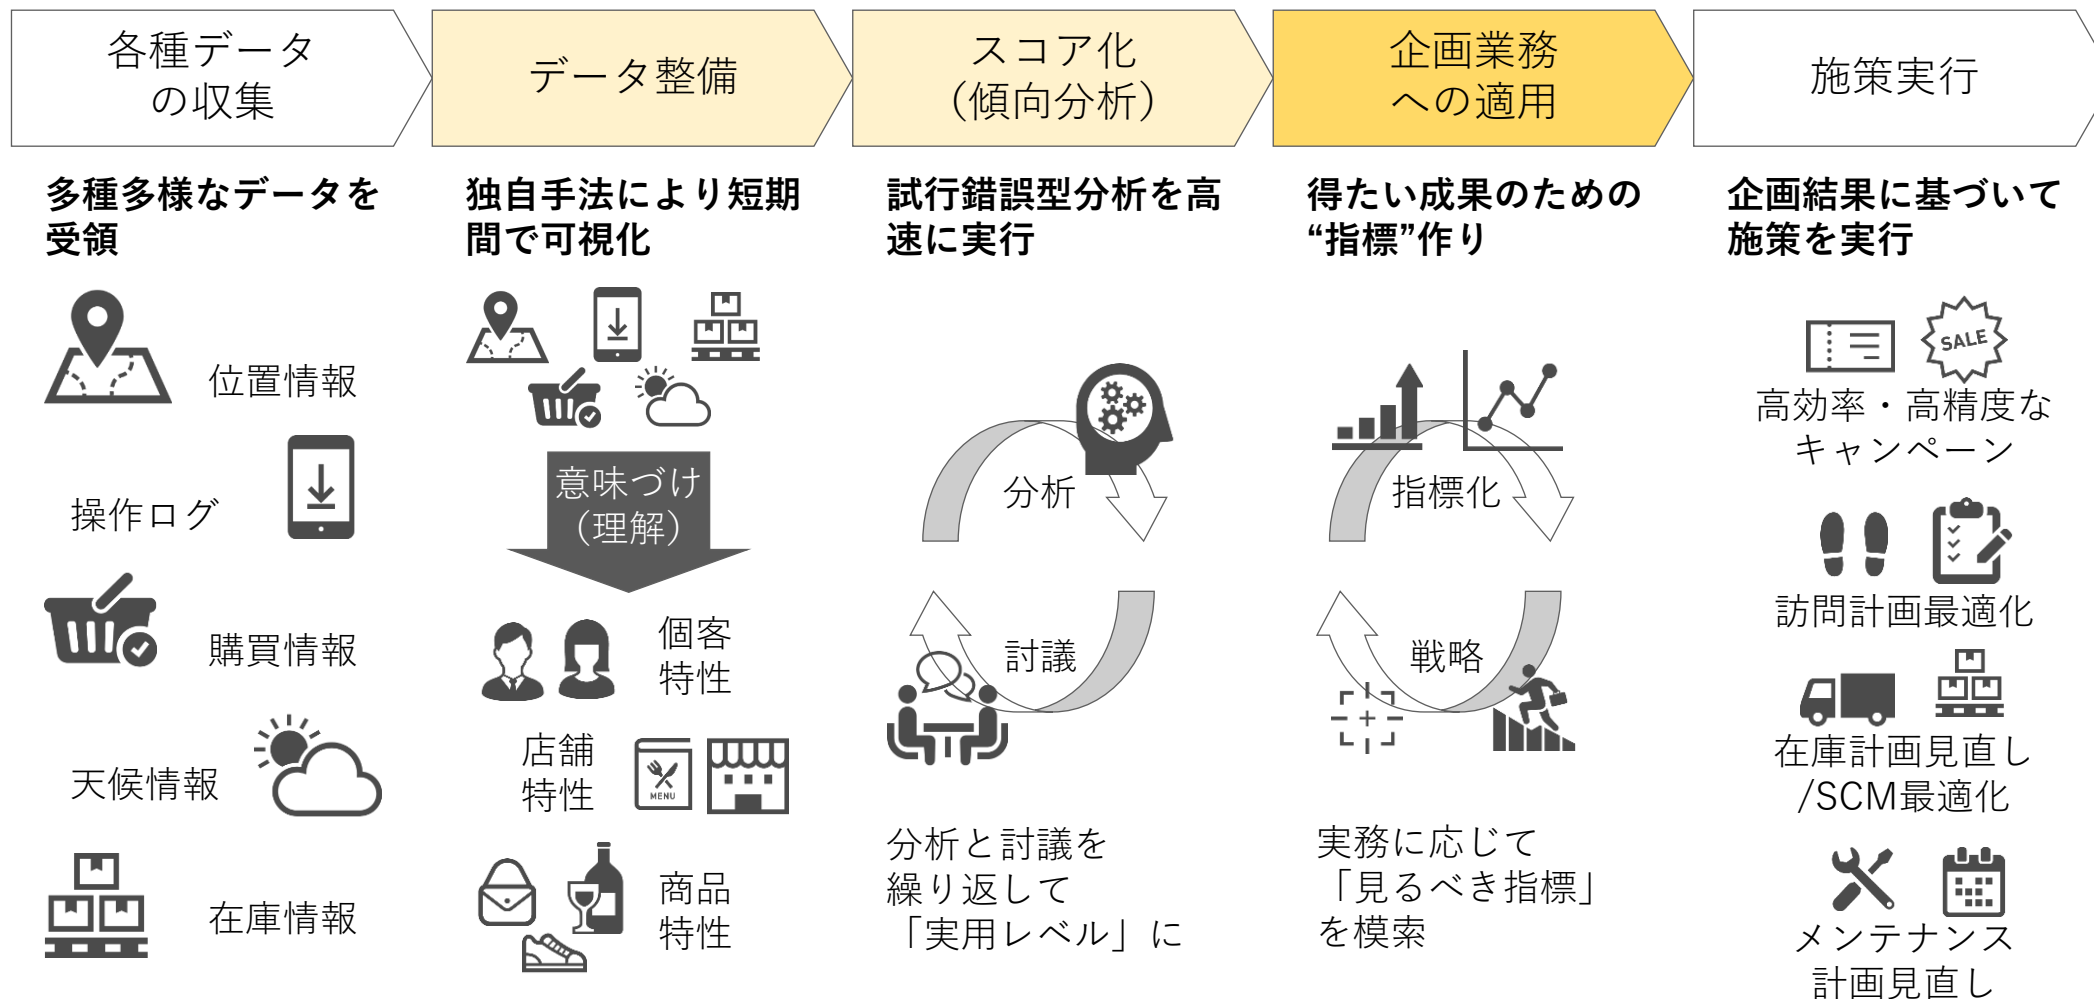 各種データ
の収集
データ整備
スコア化
（傾向分析）
企画業務
への適用
施策実行
多種多様なデータを
受領
独自手法により短期
間で可視化
試行錯誤型分析を高
速に実行
得たい成果のための
“指標”作り
企画結果に基づいて
施策を実行
位置情報
操作ログ
購買情報
天候情報
在庫情報
意味づけ
（理解）
個客
特性
店舗
特性
MENU
商品
特性
分析
討議
分析と討議を
繰り返して
「実用レベル」に
指標化
戦略
実務に応じて
「見るべき指標」
を模索
SALE
高効率・高精度な
キャンペーン
訪問計画最適化
在庫計画見直し
/SCM最適化
メンテナンス
計画見直し